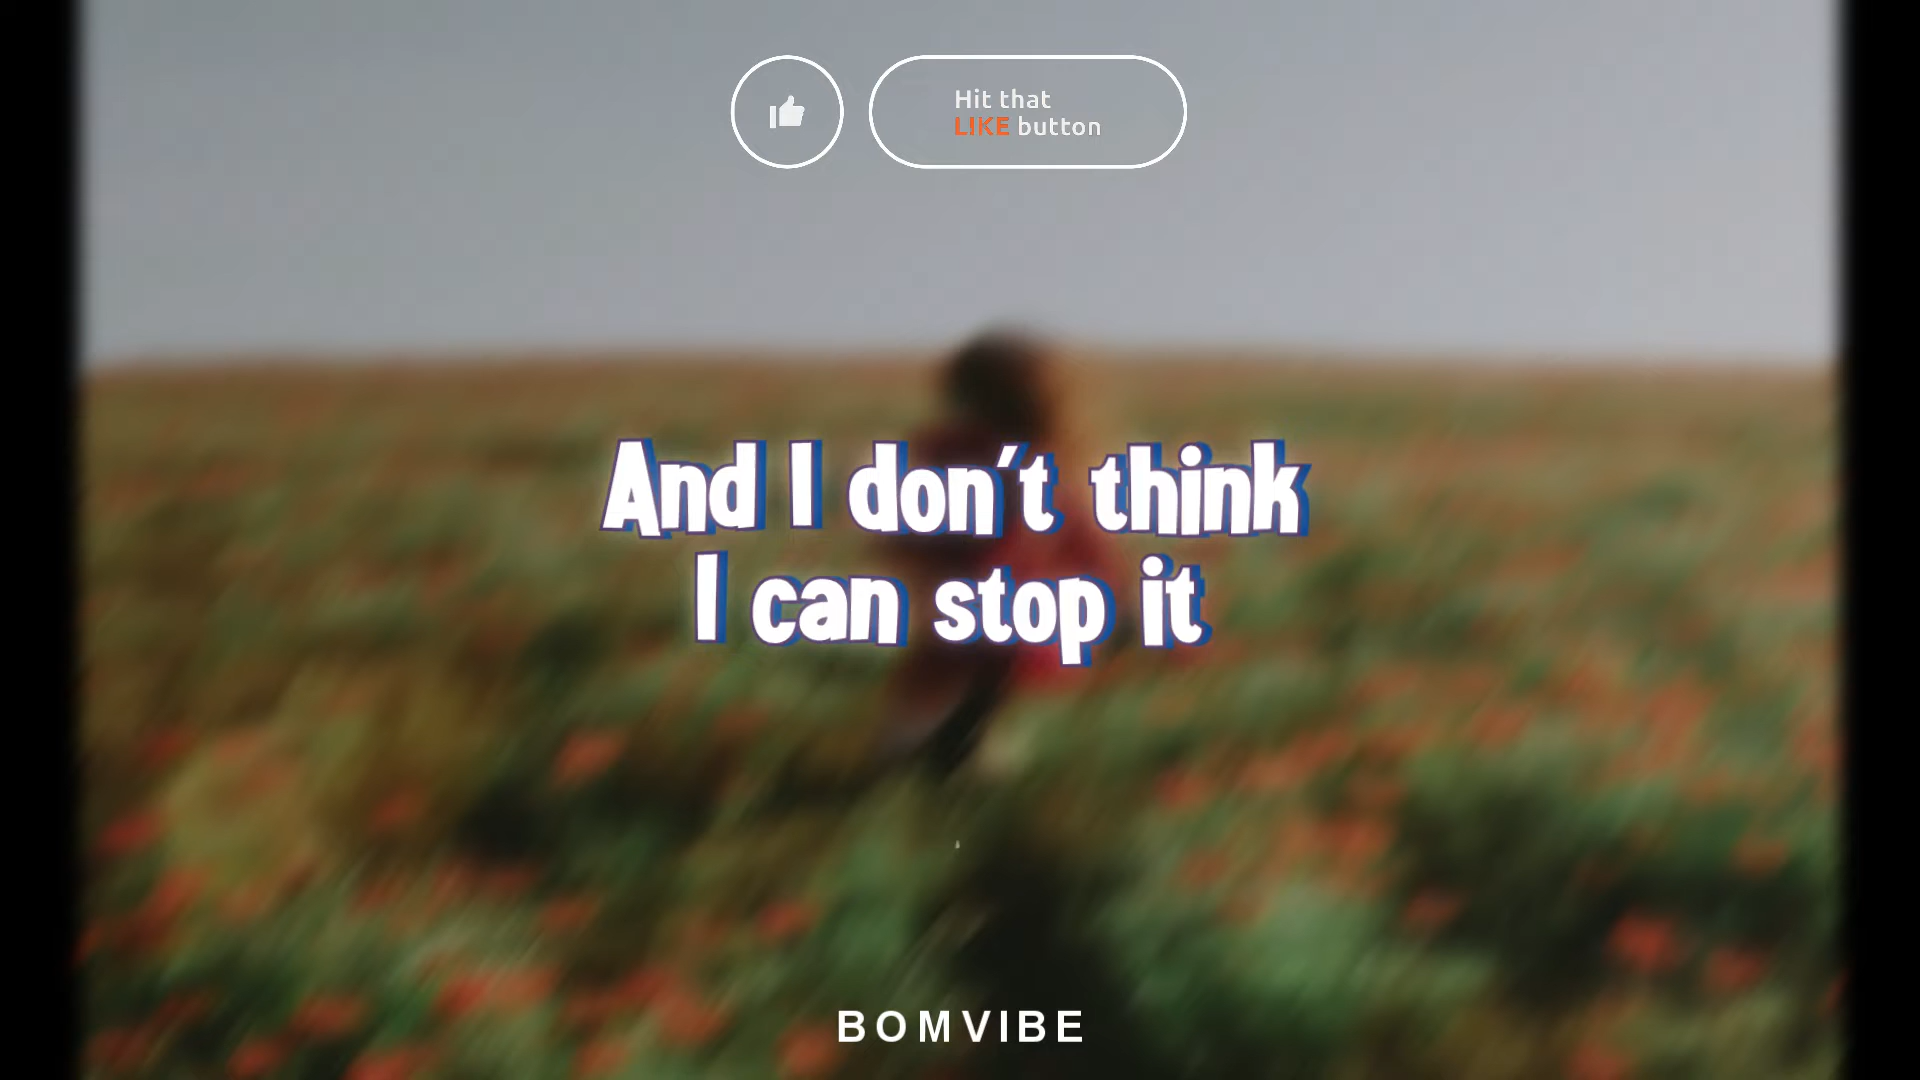 Hit that
LIKE button
And I don't think
I can stop it
BOMVIBE